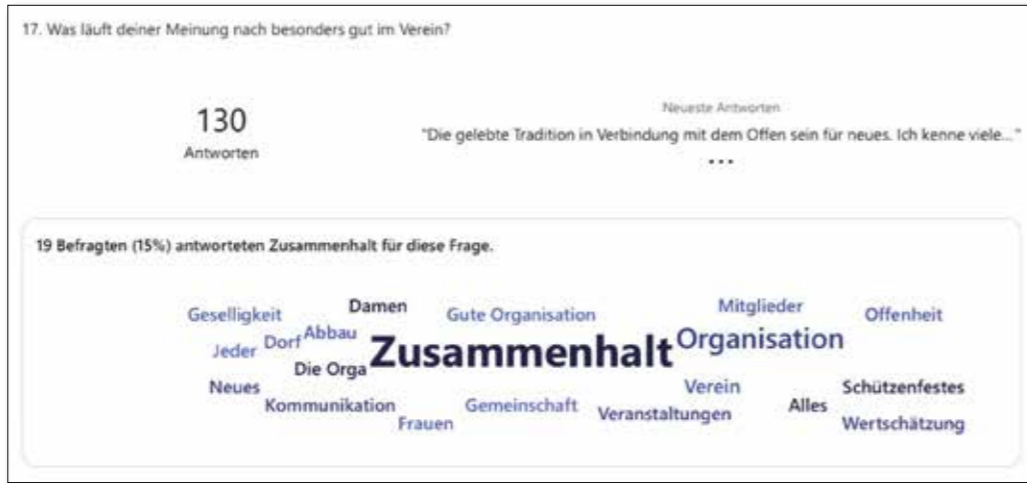 17. Was läuft deiner Meinung nach besonders gut im Verein?
130
Antworten
Neueste Antworten
"Die gelebte Tradition in Verbindung mit dem Offen sein für neues. Ich kenne viele..."
...
19 Befragten (15%) antworteten Zusammenhalt für diese Frage.
Geselligkeit Damen Gute Organisation Mitglieder Offenheit
Jeder Dorf Abbau Zusammenhalt Organisation
Die Orga
Neues Verein Schützenfestes
Kommunikation Gemeinschaft Veranstaltungen Alles
Frauen Wertschätzung